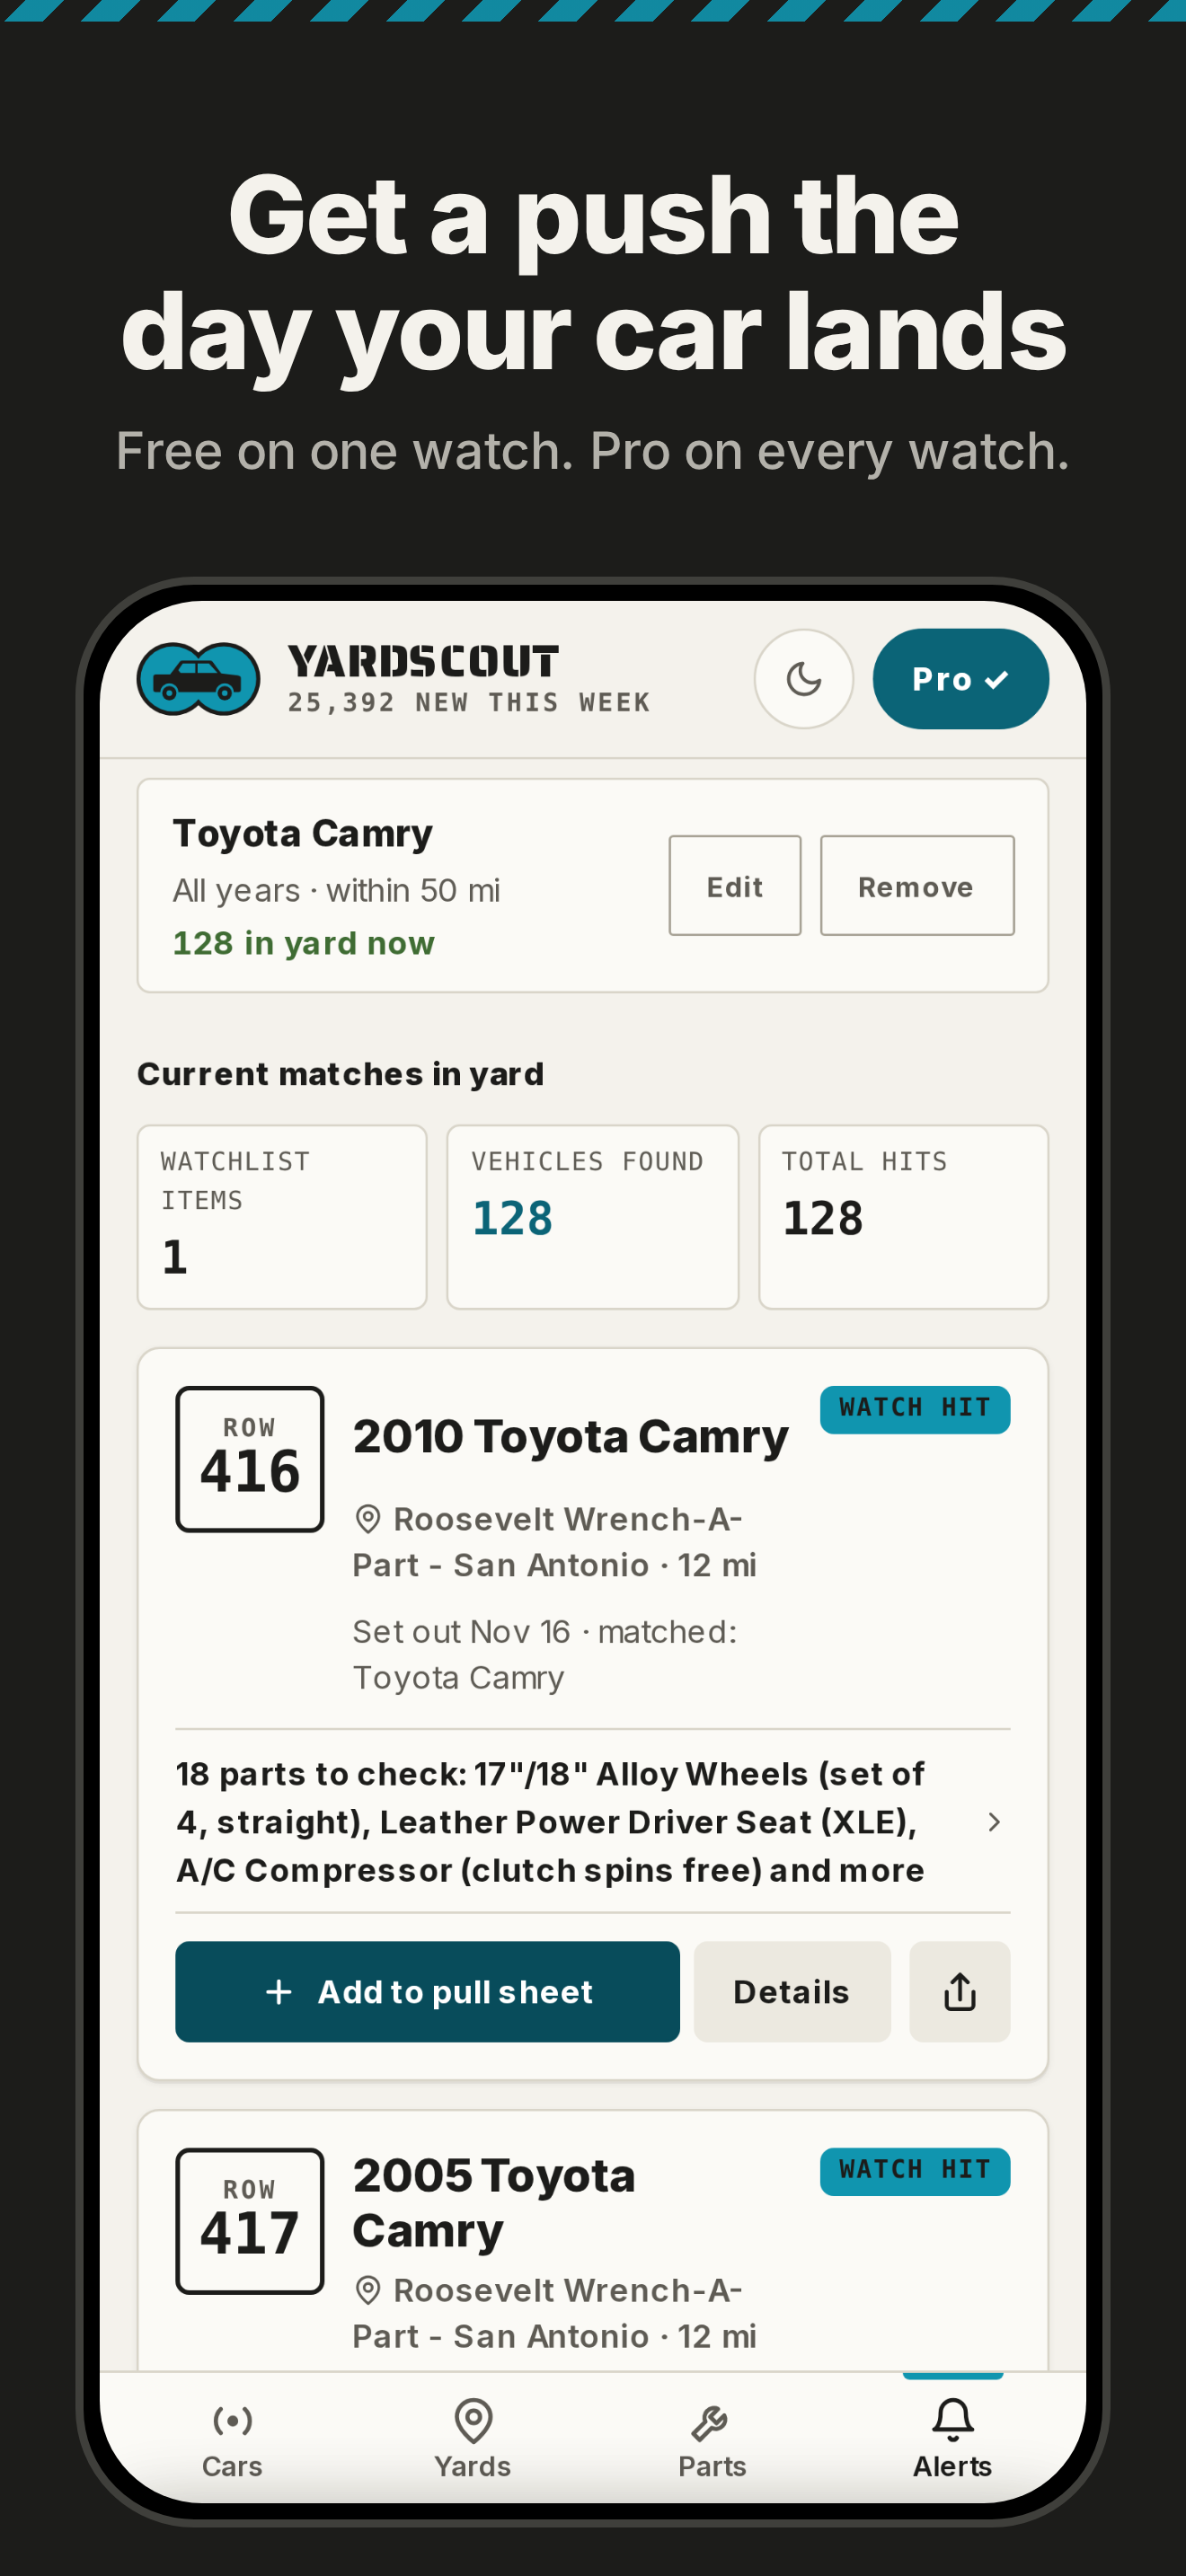 Get a push the
day your car lands
Free on one watch. Pro on every watch.
YARDSCOUT
25,392 NEW THIS WEEK
Pro ✓
Toyota Camry
All years · within 50 mi
128 in yard now
Edit
Remove
Current matches in yard
WATCHLIST
ITEMS
1
VEHICLES FOUND
128
TOTAL HITS
128
ROW
416
2010 Toyota Camry
WATCH HIT
Roosevelt Wrench-A-
Part - San Antonio · 12 mi
Set out Nov 16 · matched:
Toyota Camry
18 parts to check: 17"/18" Alloy Wheels (set of
4, straight), Leather Power Driver Seat (XLE),
A/C Compressor (clutch spins free) and more
+ Add to pull sheet
Details
ROW
417
2005 Toyota
Camry
WATCH HIT
Roosevelt Wrench-A-
Part - San Antonio · 12 mi
Cars
Yards
Parts
Alerts